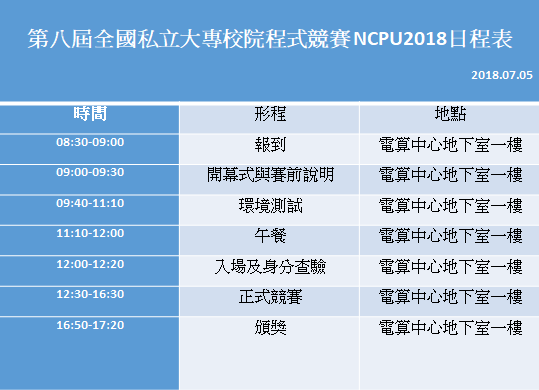 第八屆全國私立大專校院程式競賽NCPU2018日程表
2018.07.05
時間 形程 地點
08:30-09:00 報到 電算中心地下室一樓
09:00-09:30 開幕式與賽前說明 電算中心地下室一樓
09:40-11:10 環境測試 電算中心地下室一樓
11:10-12:00 午餐 電算中心地下室一樓
12:00-12:20 入場及身分查驗 電算中心地下室一樓
12:30-16:30 正式競賽 電算中心地下室一樓
16:50-17:20 頒獎 電算中心地下室一樓